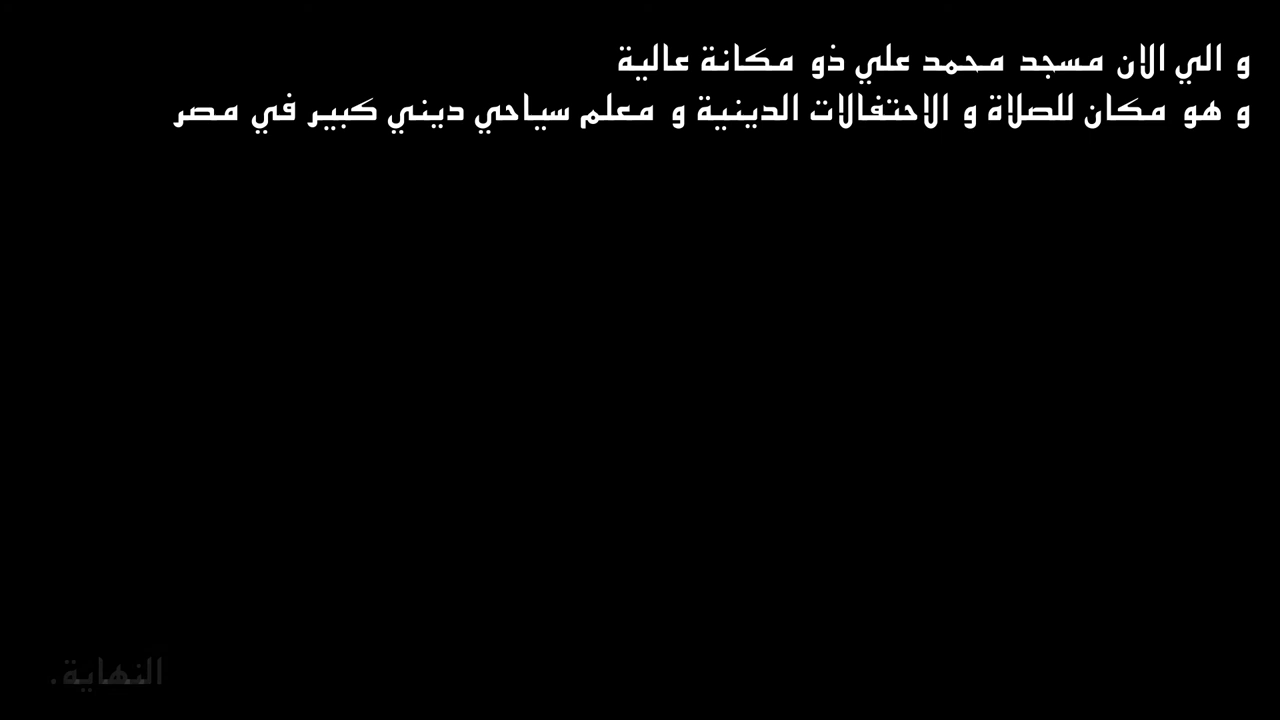 و الي الان مسجد محمد علي ذو مكانة عالية
و هو مكان للصلاة و الاحتفالات الدينية و معلم سياحي ديني كبير في مصر
النهاية.